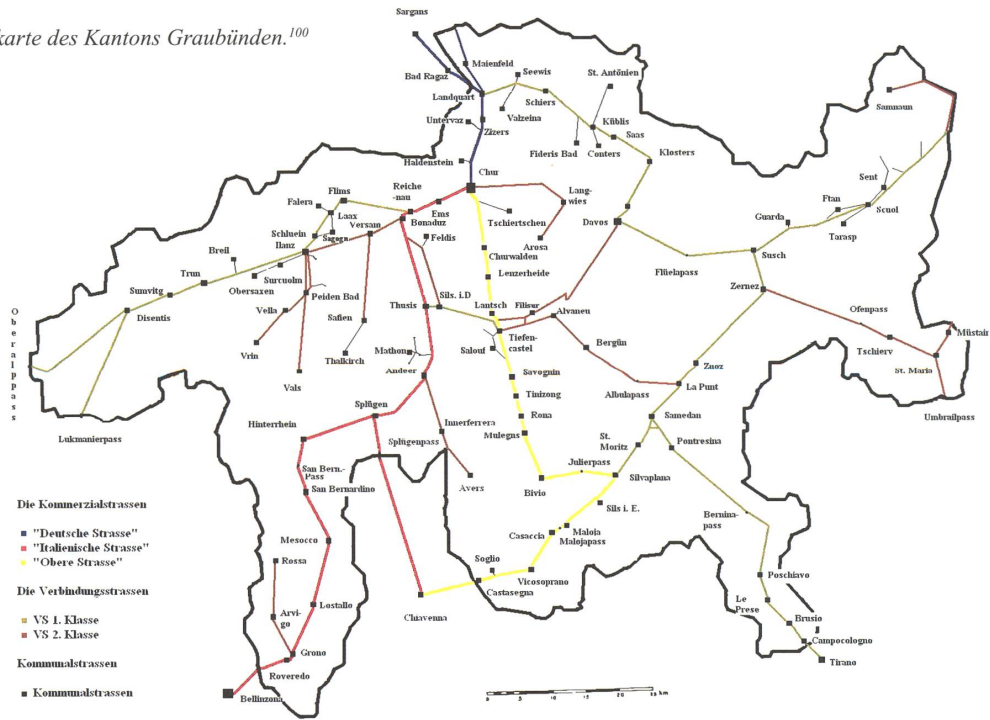 karte des Kantons Graubünden.¹⁰⁰
Sargans
Maienfeld
Bad Ragaz
Seewis
St. Antönien
Landquart
Schiers
Samnaun
Valzeina
Untervaz
Zizers
Küblis
Saas
Fideris Bad
Conters
Klosters
Haldenstein
Chur
Sent
Ftan
Scuol
Reiche
-nau
Lang-
wies
Flims
Falera
Ems
Laax
Versam
Bonaduz
Tschiertschen
Davos
Guarda
Tarasp
Schluein
Sagogn
Feldis
Arosa
Ilanz
Churwalden
Flüelapass
Susch
Breil
Surcuolm
Lenzerheide
Trun
Obersaxen
Peiden Bad
Zernez
Sumvitg
Oberalppass
Disentis
Vella
Safien
Thusis
Sils. i.D
Lantsch
Filisur
Alvaneu
Ofenpass
Müstair
Tiefen-
castel
Vrin
Thalkirch
Mathon
Salouf
Bergün
Tschierv
Vals
Andeer
Savognin
Znoz
St. Maria
Albulapass
La Punt
Tinizong
Umbrailpass
Splügen
Rona
Samedan
Lukmanierpass
Hinterrhein
Innerferrera
Mulegns
St.
Moritz
Pontresina
Splügenpass
San Bern.-
Pass
Julierpass
Avers
Bivio
Silvaplana
San Bernardino
Sils i. E.
Bernina-
pass
Maloja
Malojapass
Casaccia
Mesocco
Soglio
Rossa
Vicosoprano
Castasegna
Poschiavo
Chiavenna
Lostallo
Le
Prese
Arvi-
go
Brusio
Grono
Campocologno
Roveredo
Tirano
Bellinzona
Die Kommerzialstrassen
"Deutsche Strasse"
"Italienische Strasse"
"Obere Strasse"
Die Verbindungsstrassen
VS 1. Klasse
VS 2. Klasse
Kommunalstrassen
Kommunalstrassen
0 5 10 15 20 km